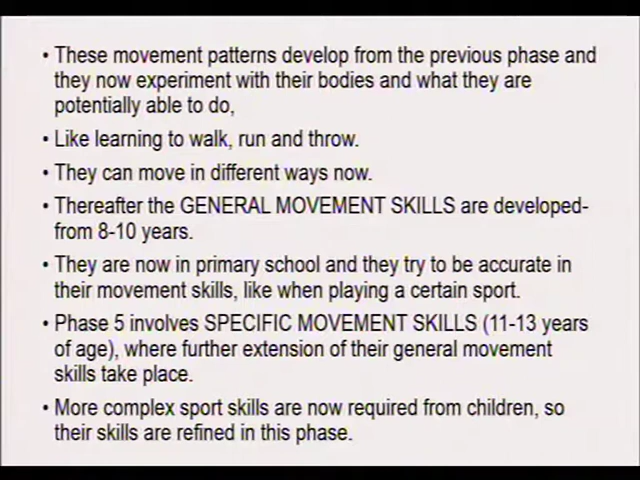 • These movement patterns develop from the previous phase and
they now experiment with their bodies and what they are
potentially able to do,
• Like learning to walk, run and throw.
• They can move in different ways now.
• Thereafter the GENERAL MOVEMENT SKILLS are developed-
from 8-10 years.
• They are now in primary school and they try to be accurate in
their movement skills, like when playing a certain sport.
• Phase 5 involves SPECIFIC MOVEMENT SKILLS (11-13 years
of age), where further extension of their general movement
skills take place.
• More complex sport skills are now required from children, so
their skills are refined in this phase.